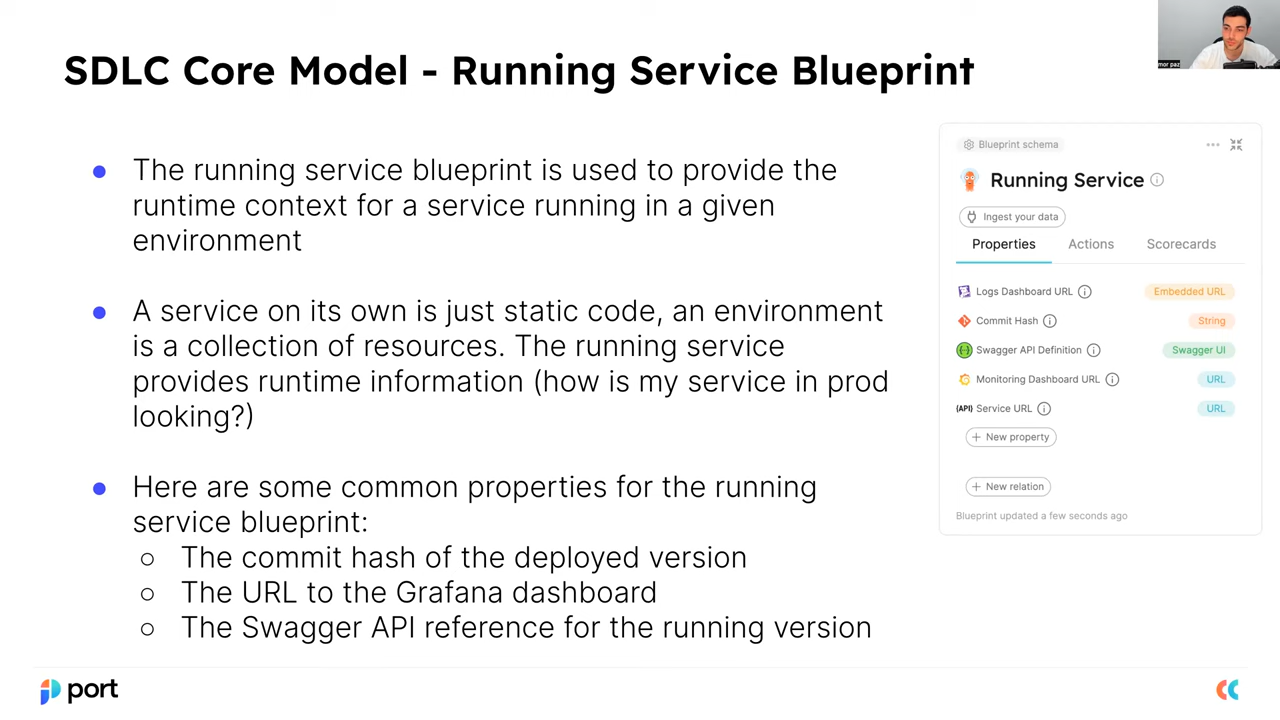 SDLC Core Model - Running Service Blueprint
mor paz
● The running service blueprint is used to provide the
runtime context for a service running in a given
environment
● A service on its own is just static code, an environment
is a collection of resources. The running service
provides runtime information (how is my service in prod
looking?)
● Here are some common properties for the running
service blueprint:
○ The commit hash of the deployed version
○ The URL to the Grafana dashboard
○ The Swagger API reference for the running version
Blueprint schema
Running Service
Ingest your data
Properties Actions Scorecards
Logs Dashboard URL Embedded URL
Commit Hash String
Swagger API Definition Swagger UI
Monitoring Dashboard URL URL
{API} Service URL URL
+ New property
+ New relation
Blueprint updated a few seconds ago
port